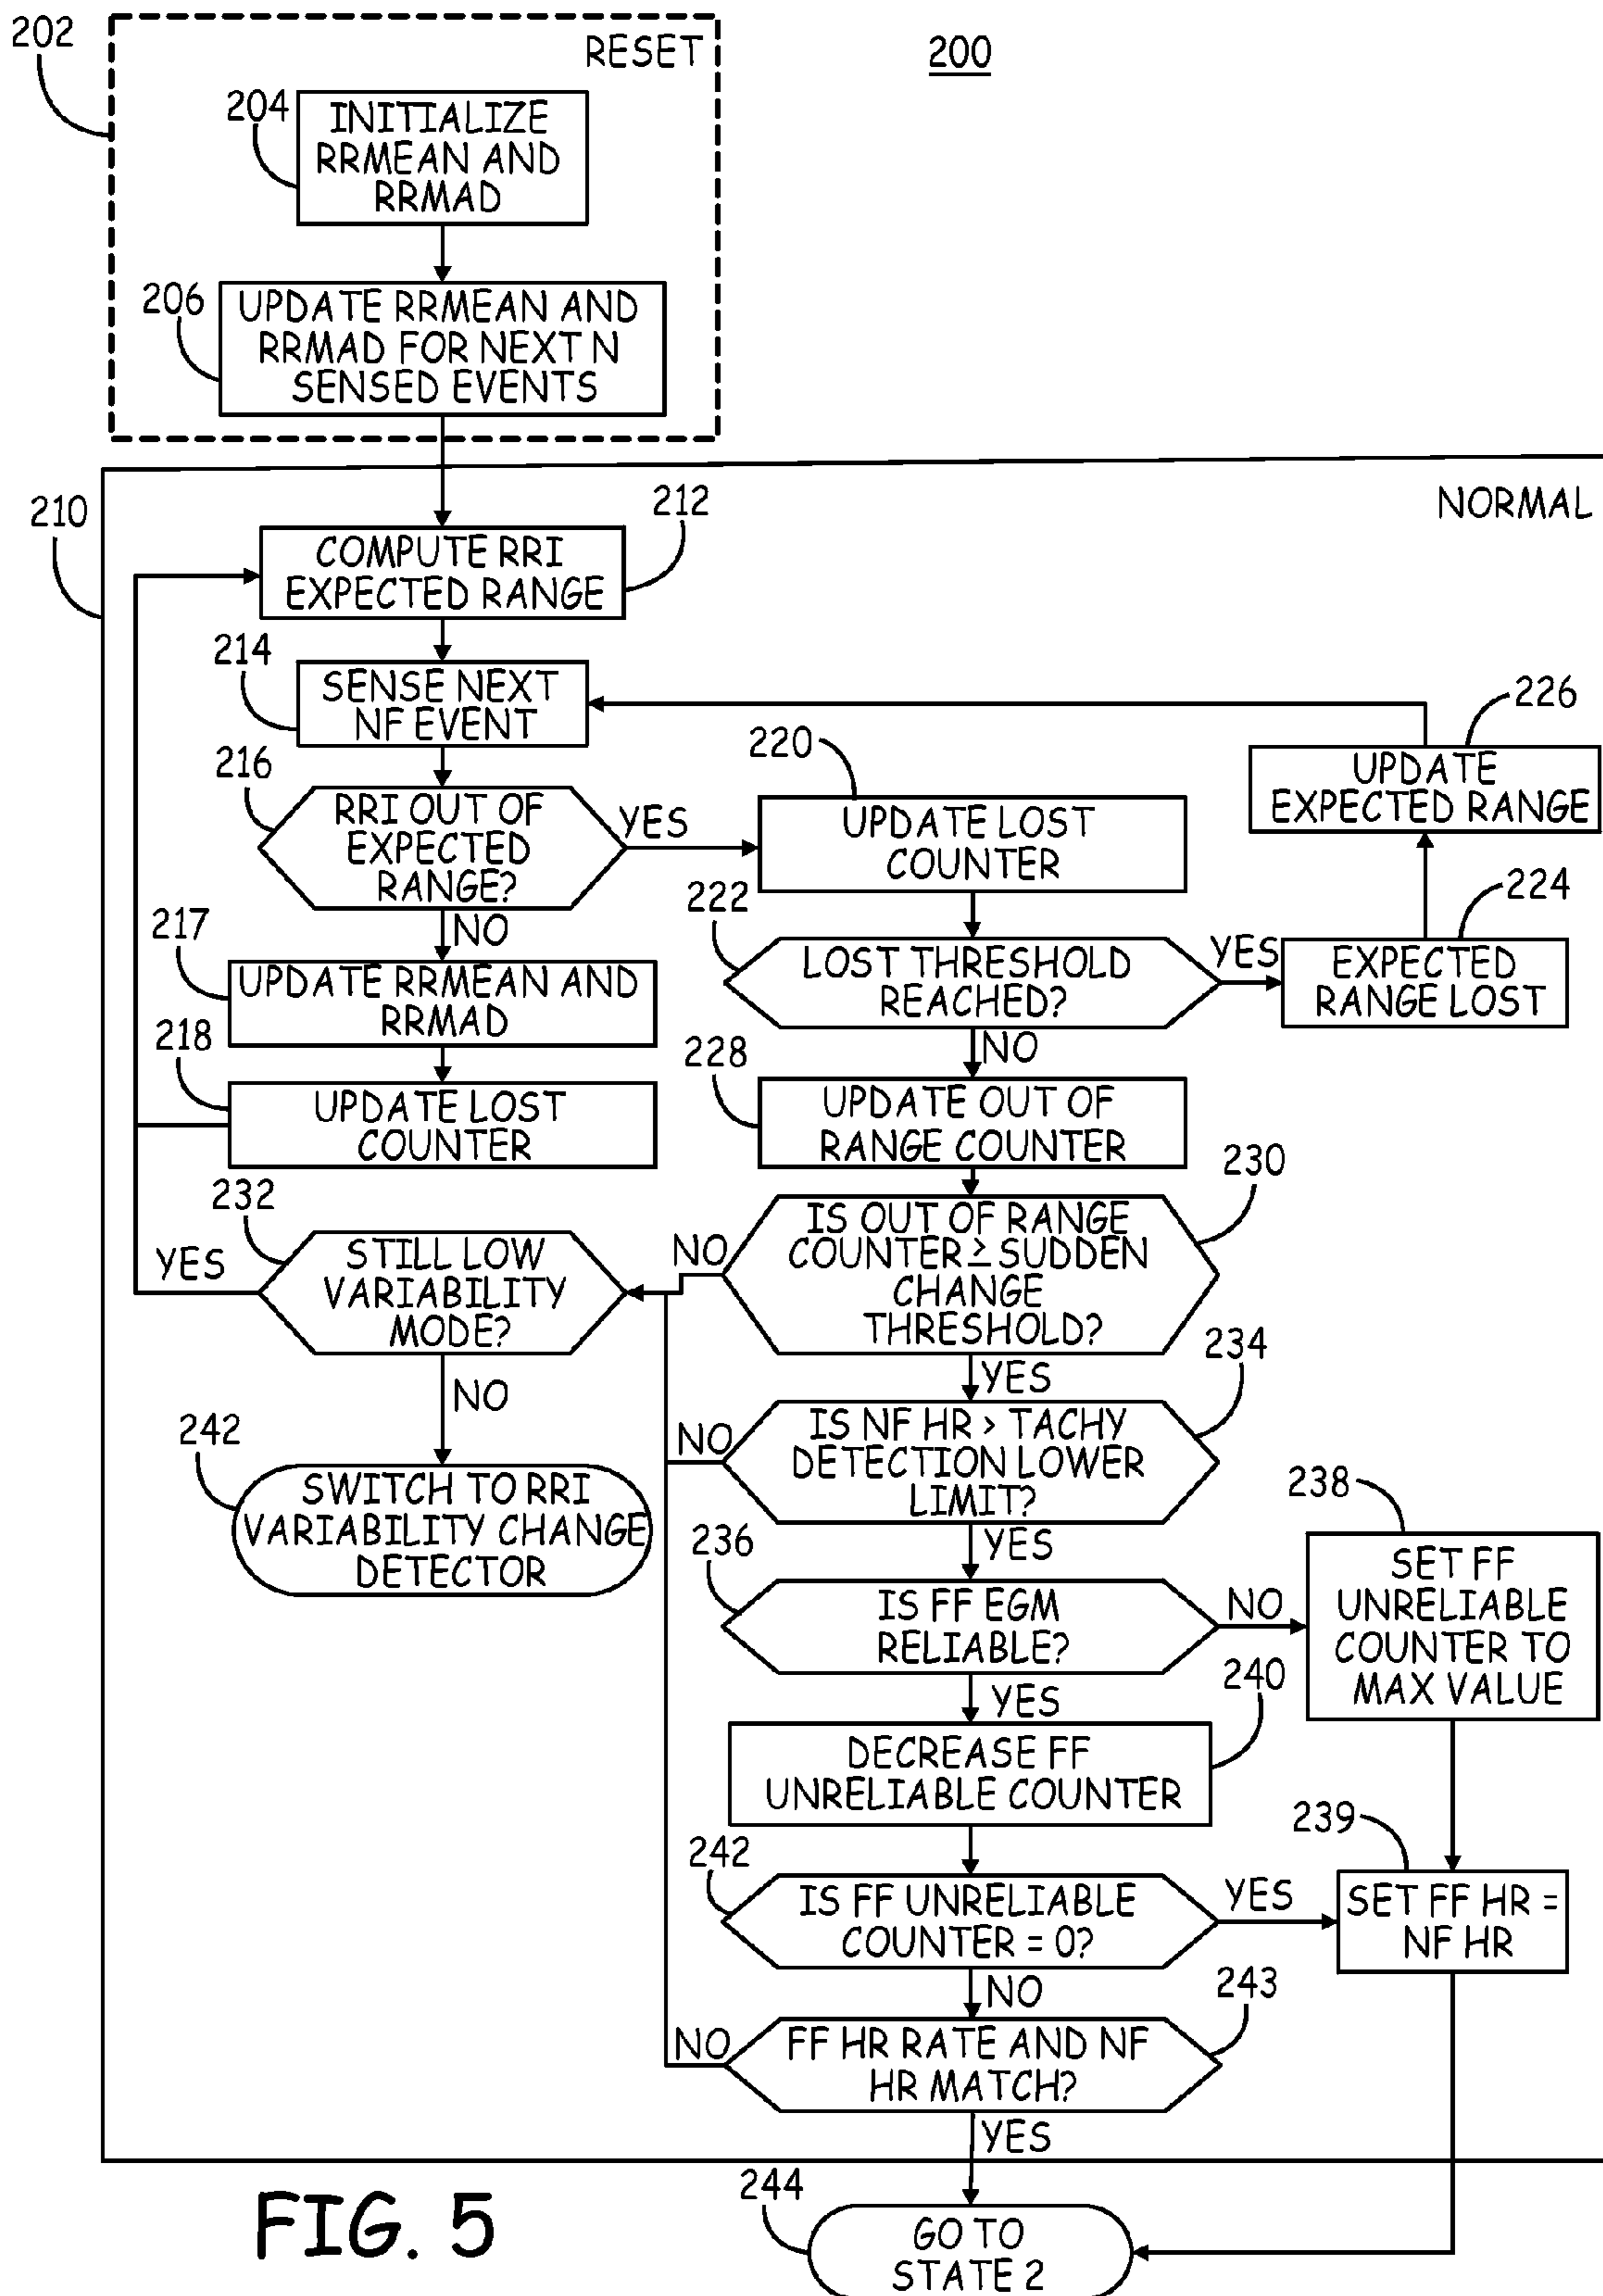 202
RESET
200
204
INITIALIZE
RRMEAN AND
RRMAD
206
UPDATE RRMEAN AND
RRMAD FOR NEXT N
SENSED EVENTS
210
NORMAL
212
COMPUTE RRI
EXPECTED RANGE
214
SENSE NEXT
NF EVENT
226
UPDATE
EXPECTED RANGE
216
RRI OUT OF
EXPECTED
RANGE?
YES
220
UPDATE LOST
COUNTER
NO
222
LOST THRESHOLD
REACHED?
YES
224
EXPECTED
RANGE LOST
217
UPDATE RRMEAN AND
RRMAD
218
UPDATE LOST
COUNTER
NO
228
UPDATE OUT OF
RANGE COUNTER
230
IS OUT OF RANGE
COUNTER ≥ SUDDEN
CHANGE
THRESHOLD?
NO
232
STILL LOW
VARIABILITY
MODE?
YES
NO
242
SWITCH TO RRI
VARIABILITY CHANGE
DETECTOR
YES
234
IS NF HR > TACHY
DETECTION LOWER
LIMIT?
NO
YES
236
IS FF EGM
RELIABLE?
NO
238
SET FF
UNRELIABLE
COUNTER TO
MAX VALUE
YES
240
DECREASE FF
UNRELIABLE COUNTER
242
IS FF UNRELIABLE
COUNTER = 0?
YES
239
SET FF HR =
NF HR
NO
243
FF HR RATE AND NF
HR MATCH?
NO
YES
244
GO TO
STATE 2
FIG. 5